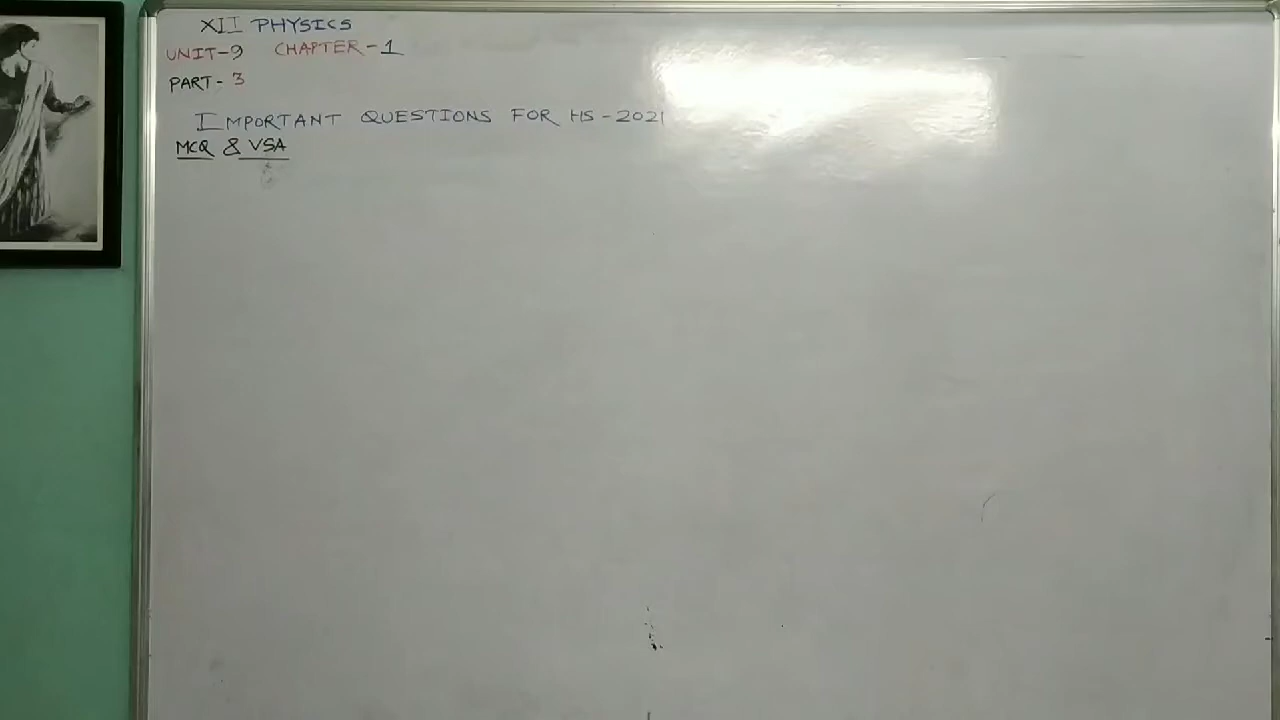 XII PHYSICS
UNIT-9 CHAPTER-1
PART-3
IMPORTANT QUESTIONS FOR HS-2021
MCQ & VSA